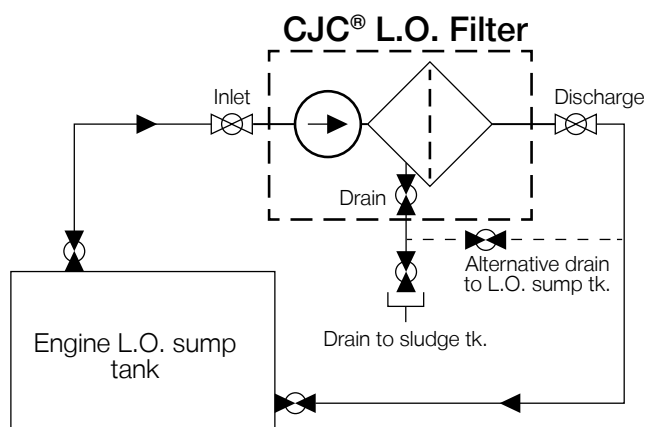 CJC® L.O. Filter
Inlet
Discharge
Drain
Alternative drain
to L.O. sump tk.
Engine L.O. sump
tank
Drain to sludge tk.